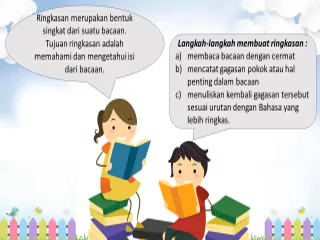 Ringkasan merupakan bentuk
singkat dari suatu bacaan.
Tujuan ringkasan adalah
memahami dan mengetahui isi
dari bacaan.
Langkah-langkah membuat ringkasan :
a) membaca bacaan dengan cermat
b) mencatat gagasan pokok atau hal
penting dalam bacaan
c) menuliskan kembali gagasan tersebut
sesuai urutan dengan Bahasa yang
lebih ringkas.